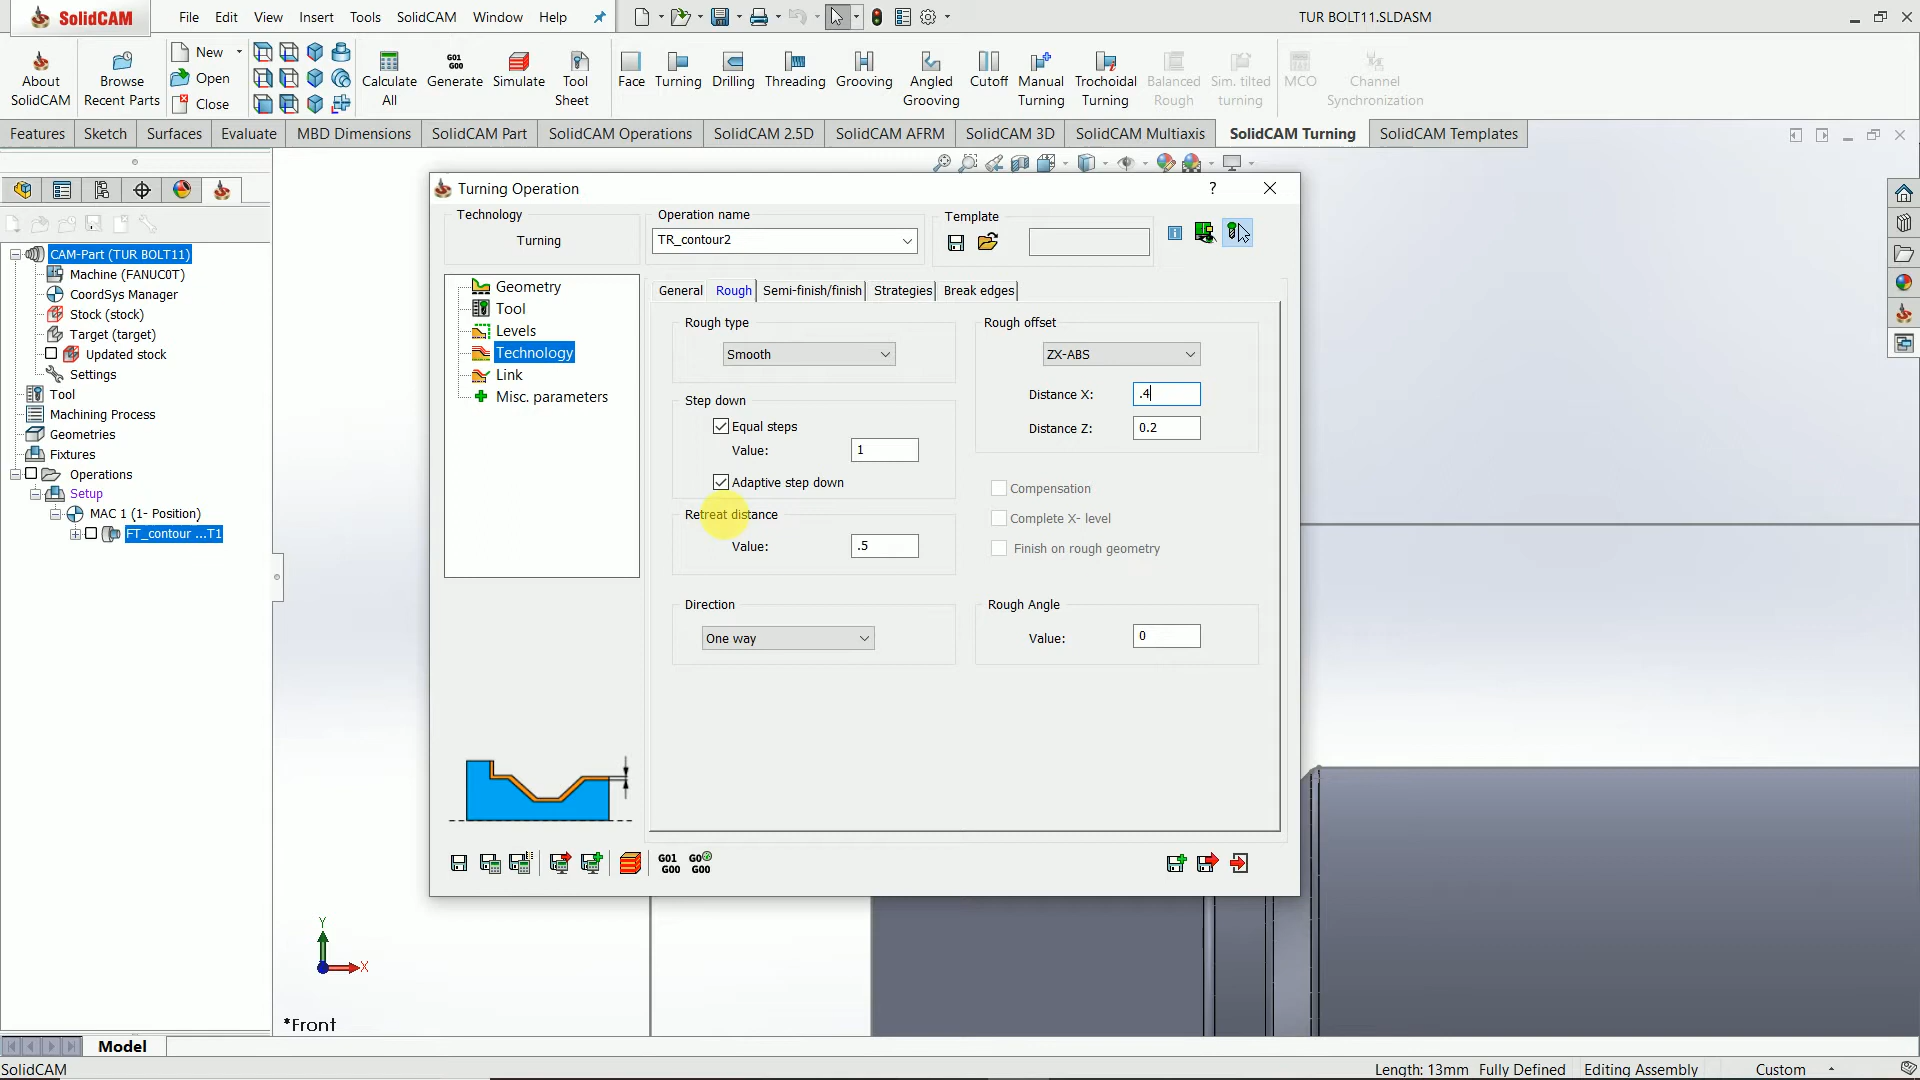 SolidCAM
File Edit View Insert Tools SolidCAM Window Help
TUR BOLT11.SLDASM
About SolidCAM
Browse Recent Parts
New
Open
Close
Calculate All
G01 G00
Generate
Simulate
Tool Sheet
Face
Turning
Drilling
Threading
Grooving
Angled Grooving
Cutoff
Manual Turning
Trochoidal Turning
Balanced Rough
Sim. tilted turning
MCO
Channel Synchronization
Features Sketch Surfaces Evaluate MBD Dimensions SolidCAM Part SolidCAM Operations SolidCAM 2.5D SolidCAM AFRM SolidCAM 3D SolidCAM Multiaxis SolidCAM Turning SolidCAM Templates
CAM-Part (TUR BOLT11)
Machine (FANUC0T)
CoordSys Manager
Stock (stock)
Target (target)
Updated stock
Settings
Tool
Machining Process
Geometries
Fixtures
Operations
Setup
MAC 1 (1- Position)
FT_contour ...T1
Turning Operation
?
Technology
Turning
Operation name
TR_contour2
Template
Geometry
Tool
Levels
Technology
Link
Misc. parameters
General Rough Semi-finish/finish Strategies Break edges
Rough type
Smooth
Step down
Equal steps
Value: 1
Adaptive step down
Retreat distance
Value: .5
Direction
One way
Rough offset
ZX-ABS
Distance X: .4
Distance Z: 0.2
Compensation
Complete X- level
Finish on rough geometry
Rough Angle
Value: 0
G01 G00
G0 G00
Y
X
*Front
Model
SolidCAM
Length: 13mm Fully Defined Editing Assembly Custom